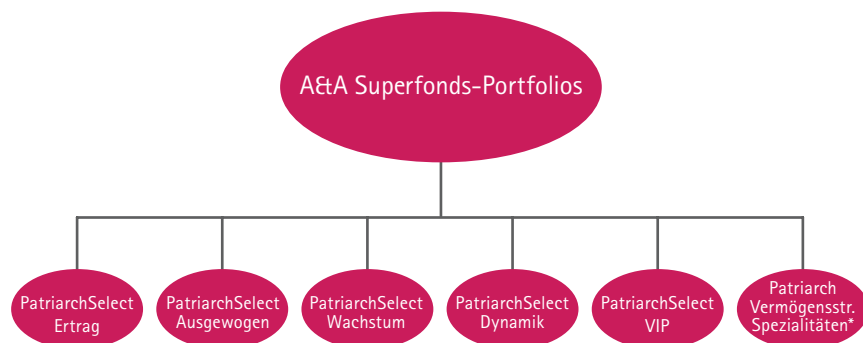 A&A Superfonds-Portfolios
PatriarchSelect
Ertrag
PatriarchSelect
Ausgewogen
PatriarchSelect
Wachstum
PatriarchSelect
Dynamik
PatriarchSelect
VIP
Patriarch
Vermögensstr.
Spezialitäten*